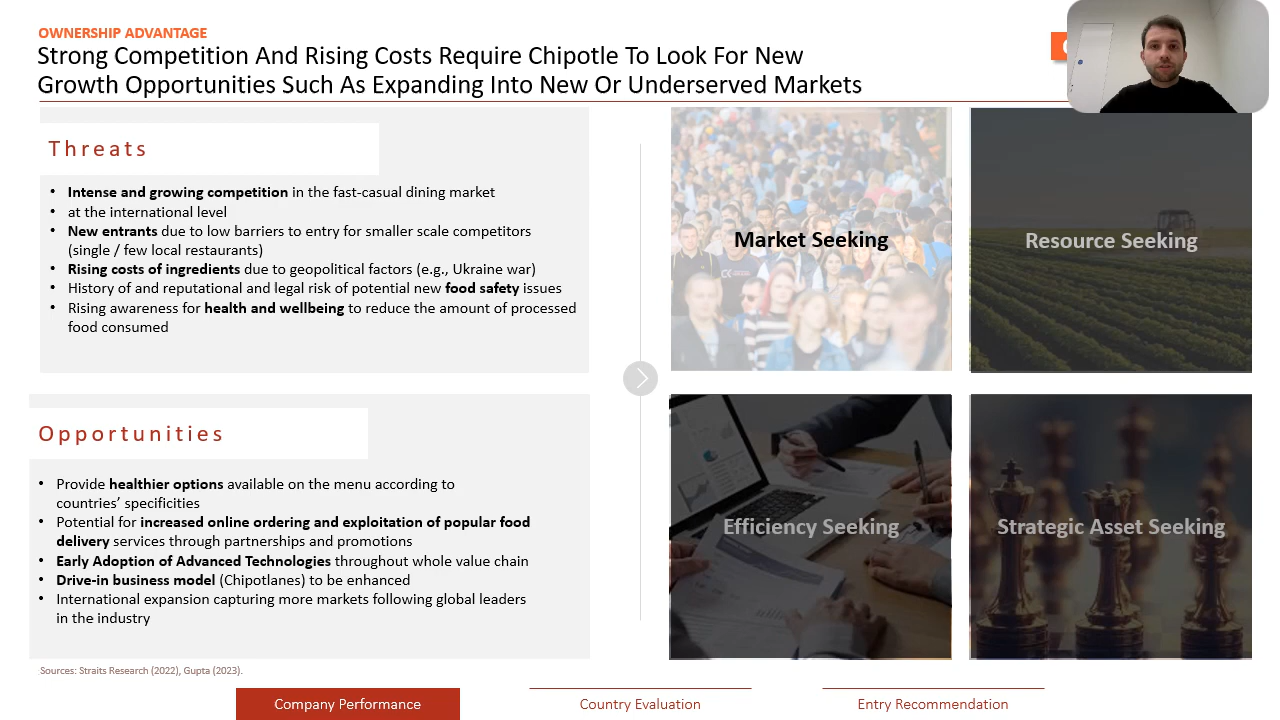 OWNERSHIP ADVANTAGE
Strong Competition And Rising Costs Require Chipotle To Look For New
Growth Opportunities Such As Expanding Into New Or Underserved Markets
Threats
• Intense and growing competition in the fast-casual dining market
• at the international level
• New entrants due to low barriers to entry for smaller scale competitors
(single / few local restaurants)
• Rising costs of ingredients due to geopolitical factors (e.g., Ukraine war)
• History of and reputational and legal risk of potential new food safety issues
• Rising awareness for health and wellbeing to reduce the amount of processed
food consumed
Opportunities
• Provide healthier options available on the menu according to
countries’ specificities
• Potential for increased online ordering and exploitation of popular food
delivery services through partnerships and promotions
• Early Adoption of Advanced Technologies throughout whole value chain
• Drive-in business model (Chipotlanes) to be enhanced
• International expansion capturing more markets following global leaders
in the industry
Market Seeking
Resource Seeking
Efficiency Seeking
Strategic Asset Seeking
Sources: Straits Research (2022), Gupta (2023).
Company Performance
Country Evaluation
Entry Recommendation